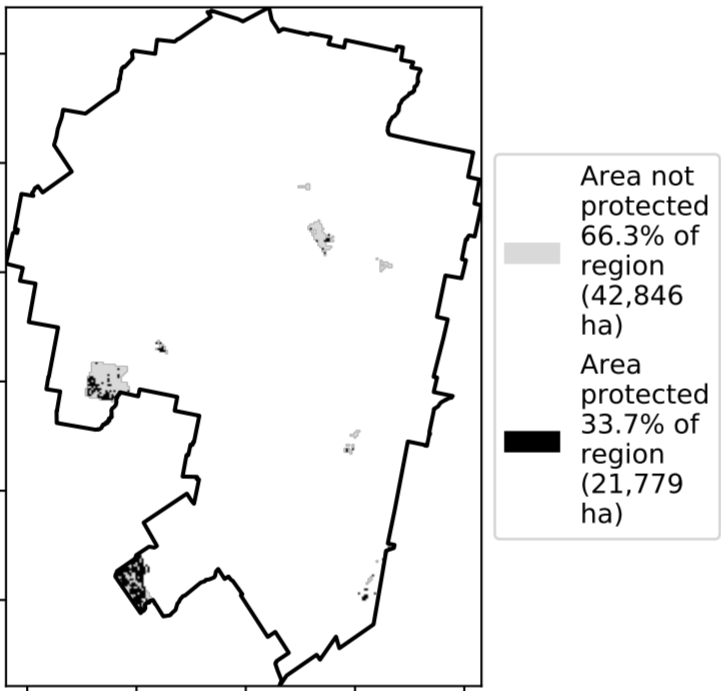 Area not
protected
66.3% of
region
(42,846
ha)
Area
protected
33.7% of
region
(21,779
ha)